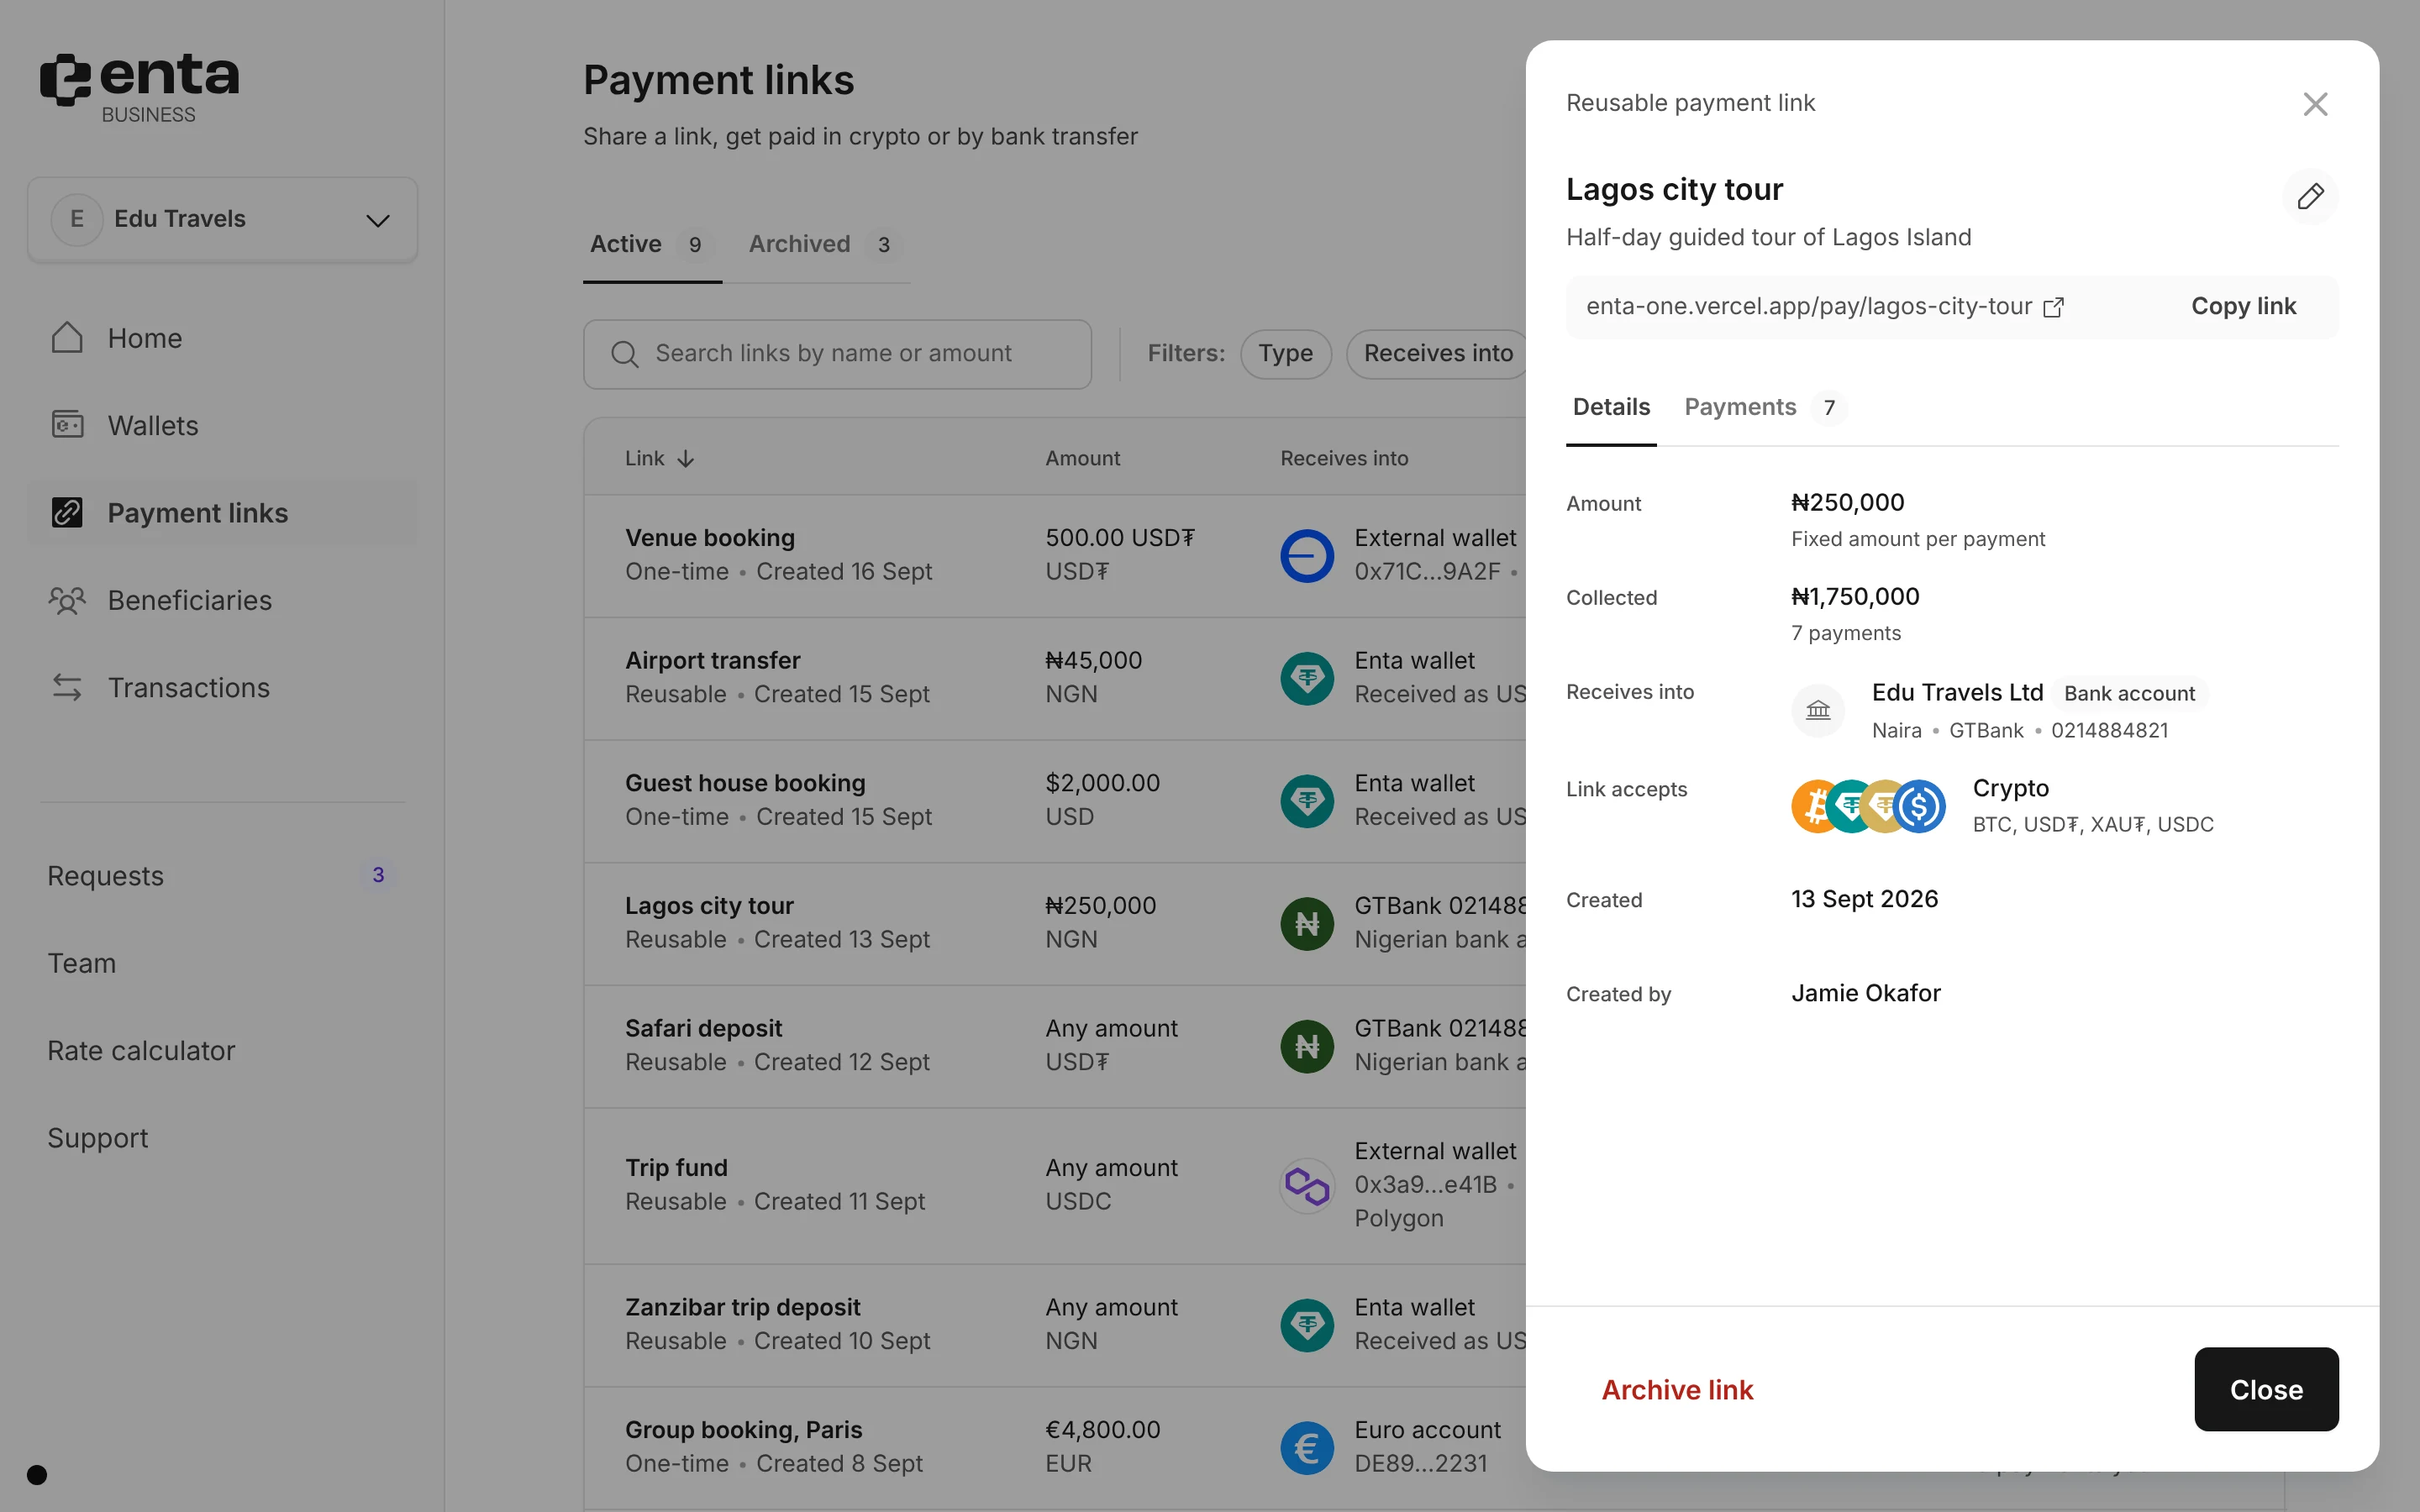 enta
BUSINESS
E Edu Travels
Home
Wallets
Payment links
Beneficiaries
Transactions
Requests 3
Team
Rate calculator
Support
Payment links
Share a link, get paid in crypto or by bank transfer
Active 9 Archived 3
Search links by name or amount
Filters: Type Receives into
Link Amount Receives into
Venue booking 500.00 USD₮ External wallet
One-time • Created 16 Sept USD₮ 0x71C...9A2F •
Airport transfer ₦45,000 Enta wallet
Reusable • Created 15 Sept NGN Received as US
Guest house booking $2,000.00 Enta wallet
One-time • Created 15 Sept USD Received as US
Lagos city tour ₦250,000 GTBank 021488
Reusable • Created 13 Sept NGN Nigerian bank a
Safari deposit Any amount GTBank 021488
Reusable • Created 12 Sept USD₮ Nigerian bank a
Trip fund Any amount External wallet
Reusable • Created 11 Sept USDC 0x3a9...e41B •
Polygon
Zanzibar trip deposit Any amount Enta wallet
Reusable • Created 10 Sept NGN Received as US
Group booking, Paris €4,800.00 Euro account
One-time • Created 8 Sept EUR DE89...2231
Reusable payment link
Lagos city tour
Half-day guided tour of Lagos Island
enta-one.vercel.app/pay/lagos-city-tour Copy link
Details Payments 7
Amount ₦250,000
Fixed amount per payment
Collected ₦1,750,000
7 payments
Receives into Edu Travels Ltd Bank account
Naira • GTBank • 0214884821
Link accepts Crypto
BTC, USD₮, XAU₮, USDC
Created 13 Sept 2026
Created by Jamie Okafor
Archive link Close